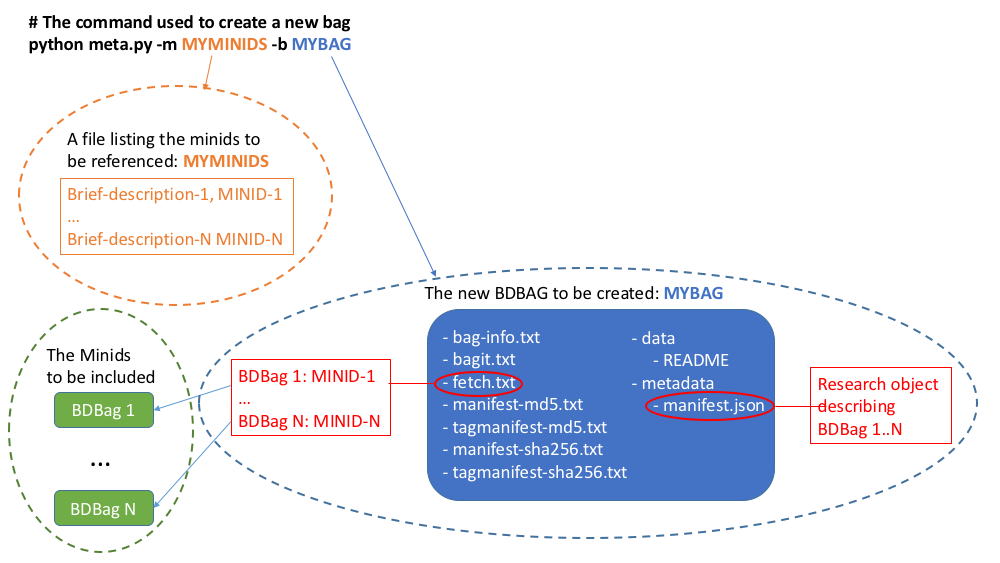 # The command used to create a new bag
python meta.py -m MYMINIDS -b MYBAG
A file listing the minids to
be referenced: MYMINIDS
Brief-description-1, MINID-1
...
Brief-description-N MINID-N
The new BDBAG to be created: MYBAG
- bag-info.txt
- bagit.txt
- fetch.txt
- manifest-md5.txt
- tagmanifest-md5.txt
- manifest-sha256.txt
- tagmanifest-sha256.txt
- data
- README
- metadata
- manifest.json
The Minids
to be included
BDBag 1
...
BDBag N
BDBag 1: MINID-1
...
BDBag N: MINID-N
Research object
describing
BDBag 1..N